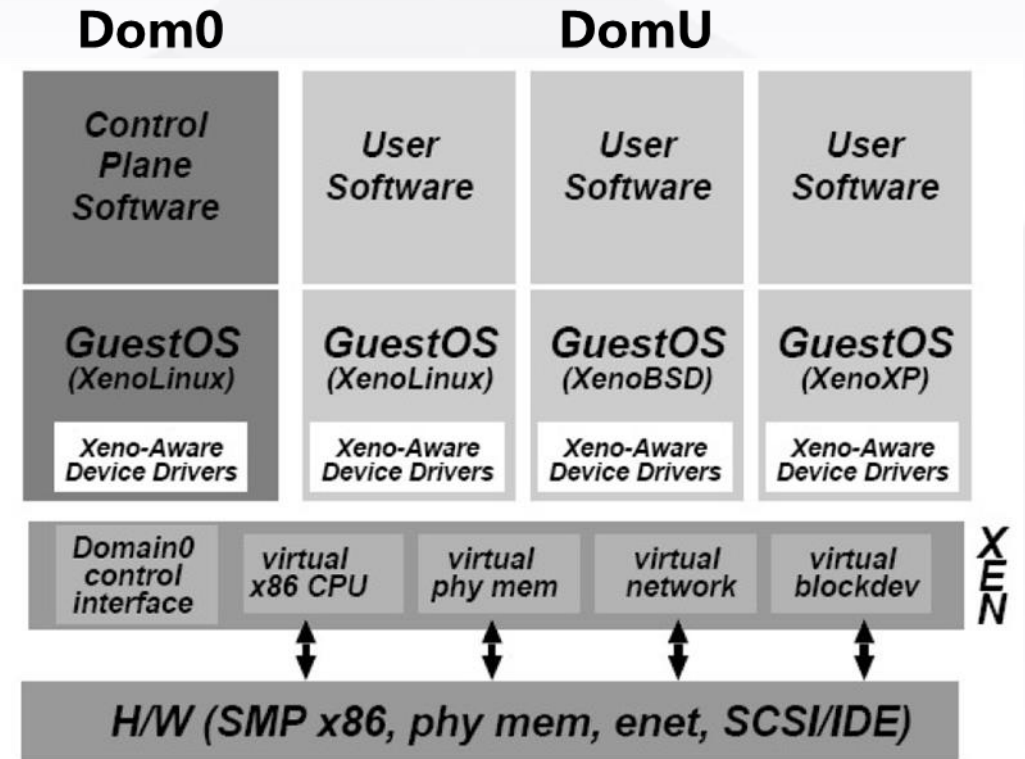 Dom0
DomU
Control
Plane
Software
User
Software
User
Software
User
Software
GuestOS
(XenoLinux)
Xeno-Aware
Device Drivers
GuestOS
(XenoLinux)
Xeno-Aware
Device Drivers
GuestOS
(XenoBSD)
Xeno-Aware
Device Drivers
GuestOS
(XenoXP)
Xeno-Aware
Device Drivers
Domain0
control
interface
virtual
x86 CPU
virtual
phy mem
virtual
network
virtual
blockdev
XEN
H/W (SMP x86, phy mem, enet, SCSI/IDE)